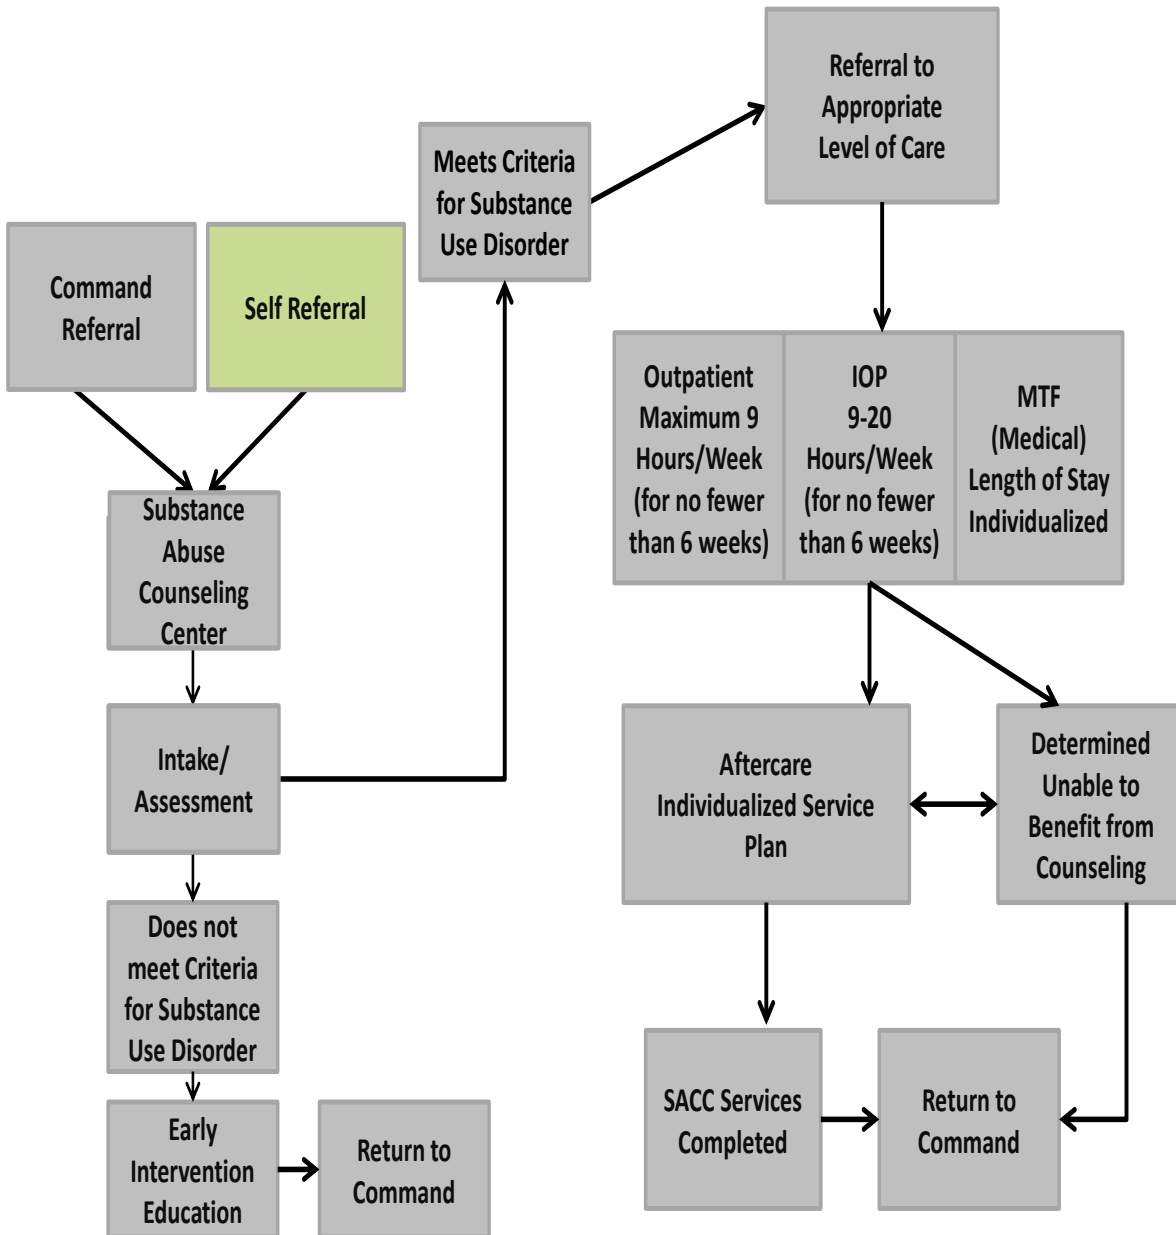 Command
Referral
Self Referral
Substance
Abuse
Counseling
Center
Intake/
Assessment
Does not
meet Criteria
for Substance
Use Disorder
Early
Intervention
Education
Return to
Command
Meets Criteria
for Substance
Use Disorder
Referral to
Appropriate
Level of Care
Outpatient
Maximum 9
Hours/Week
(for no fewer
than 6 weeks)
IOP
9-20
Hours/Week
(for no fewer
than 6 weeks)
MTF
(Medical)
Length of Stay
Individualized
Aftercare
Individualized Service
Plan
Determined
Unable to
Benefit from
Counseling
SACC Services
Completed
Return to
Command